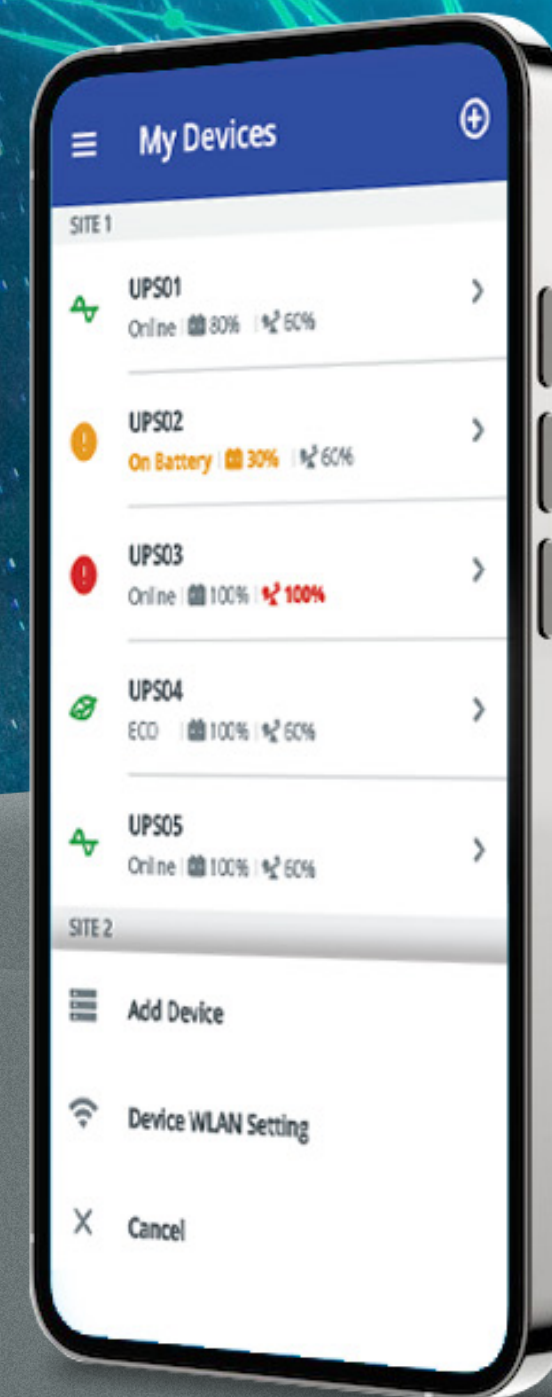 My Devices
SITE 1
UPS01
Online | 80% | 60%
UPS02
On Battery | 30% | 60%
UPS03
Online | 100% | 100%
UPS04
ECO | 100% | 60%
UPS05
Online | 100% | 60%
SITE 2
Add Device
Device WLAN Setting
Cancel